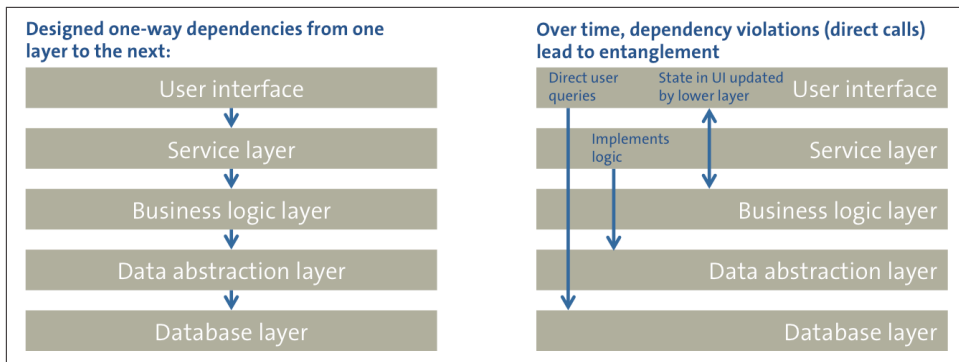 Designed one-way dependencies from one
layer to the next:
User interface
Service layer
Business logic layer
Data abstraction layer
Database layer
Over time, dependency violations (direct calls)
lead to entanglement
Direct user
queries
State in UI updated
by lower layer
User interface
Implements
logic
Service layer
Business logic layer
Data abstraction layer
Database layer